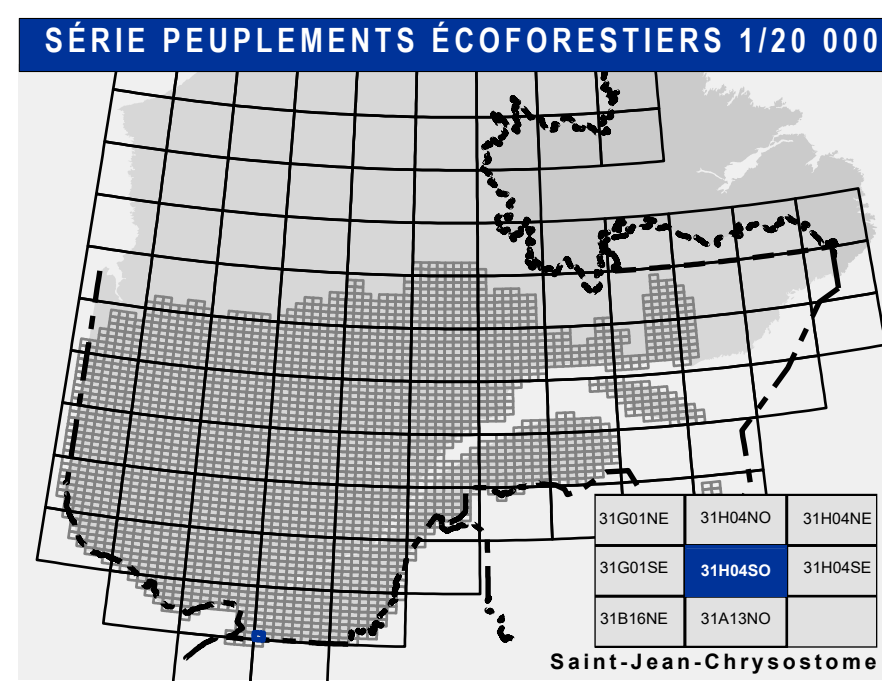 SÉRIE PEUPLEMENTS ÉCOFORESTIERS 1/20 000
31G01NE 31H04NO 31H04NE
31G01SE 31H04SO 31H04SE
31B16NE 31A13NO
Saint-Jean-Chrysostome